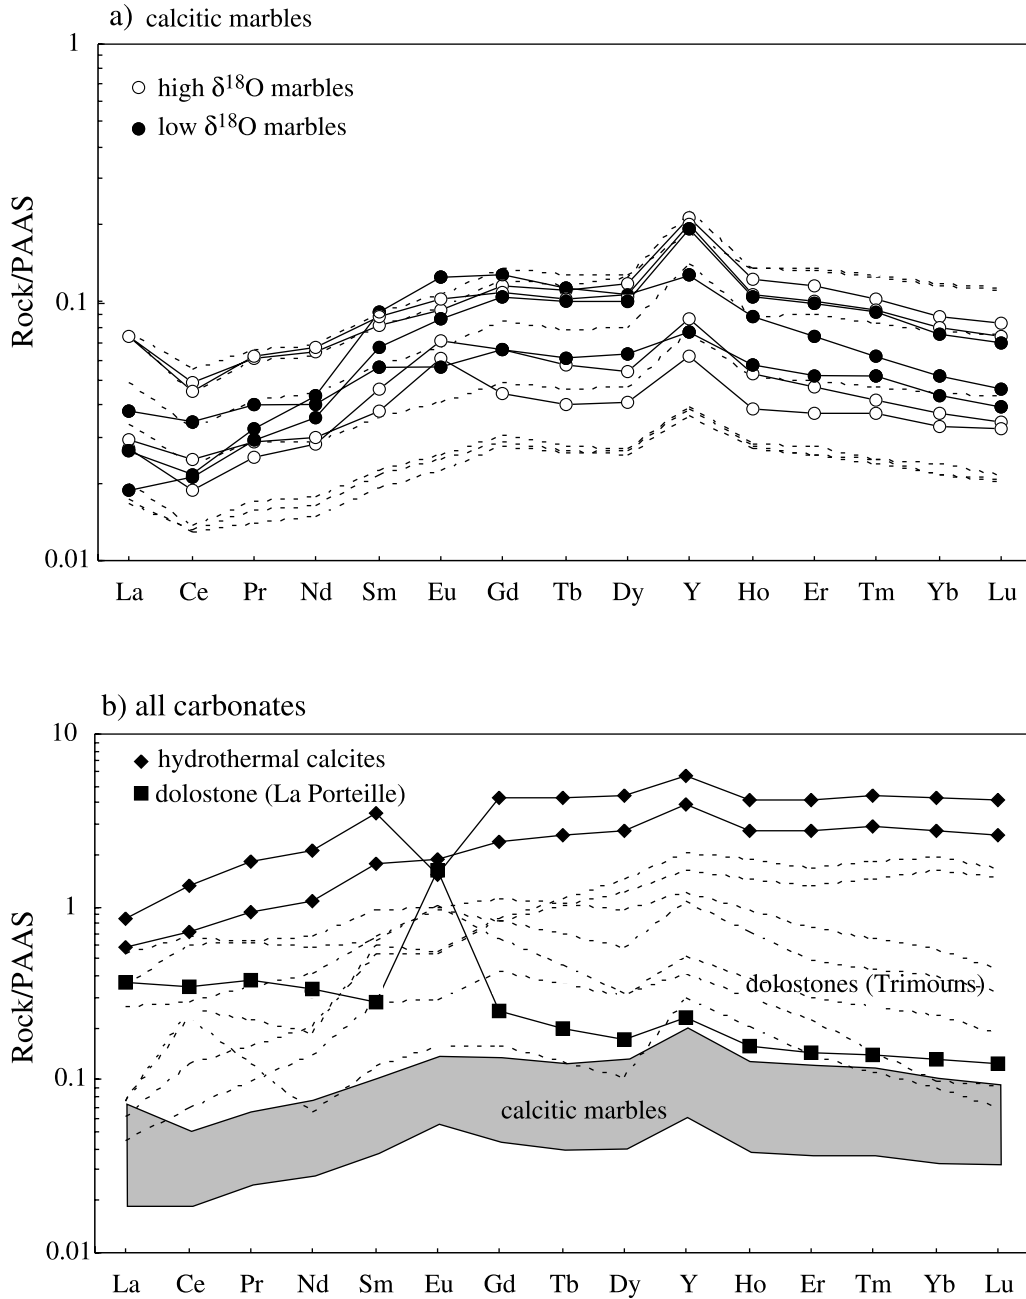 a) calcitic marbles
1
high δ18O marbles
low δ18O marbles
Rock/PAAS
0.1
0.01
La Ce Pr Nd Sm Eu Gd Tb Dy Y Ho Er Tm Yb Lu
b) all carbonates
10
hydrothermal calcites
dolostone (La Porteille)
1
Rock/PAAS
dolostones (Trimouns)
0.1
calcitic marbles
0.01
La Ce Pr Nd Sm Eu Gd Tb Dy Y Ho Er Tm Yb Lu